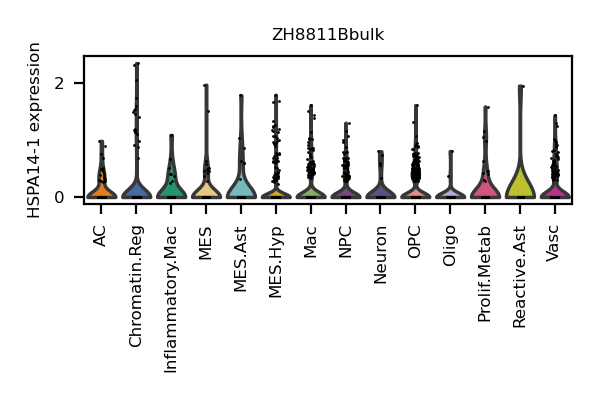 ZH8811Bbulk
HSPA14-1 expression
2
0
AC
Chromatin.Reg
Inflammatory.Mac
MES
MES.Ast
MES.Hyp
Mac
NPC
Neuron
OPC
Oligo
Prolif.Metab
Reactive.Ast
Vasc